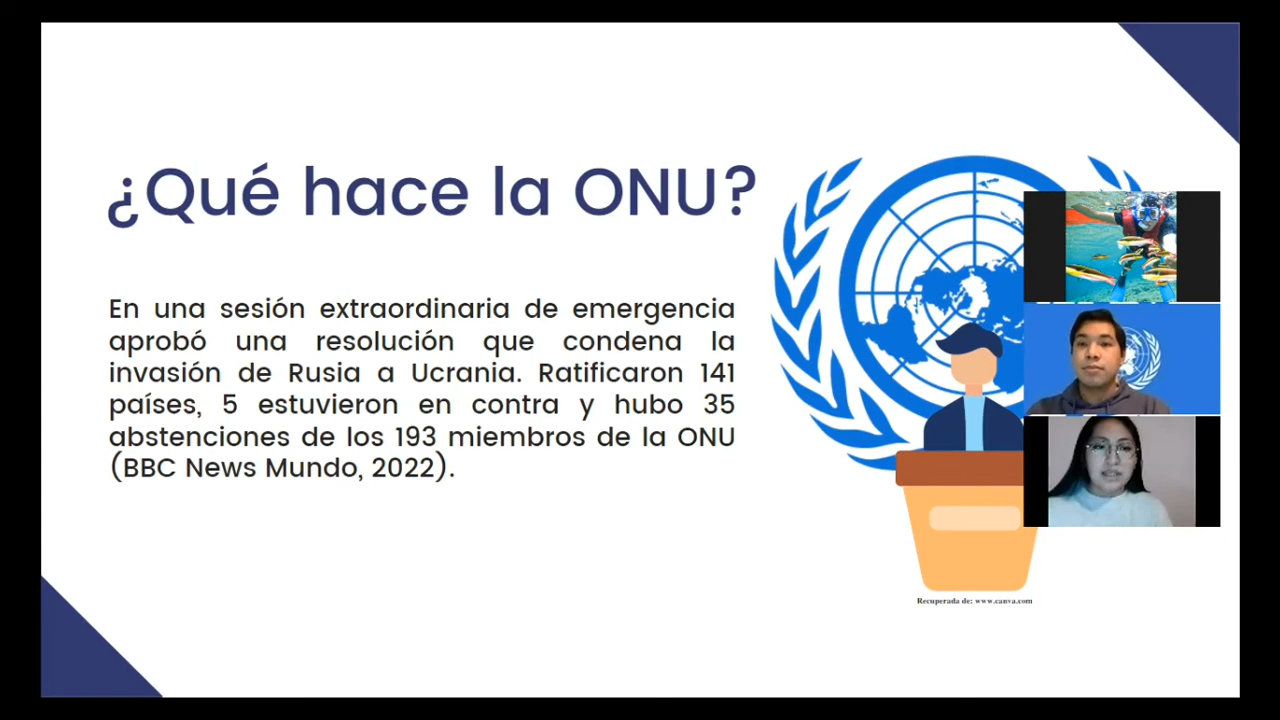 ¿Qué hace la ONU?
En una sesión extraordinaria de emergencia
aprobó una resolución que condena la
invasión de Rusia a Ucrania. Ratificaron 141
países, 5 estuvieron en contra y hubo 35
abstenciones de los 193 miembros de la ONU
(BBC News Mundo, 2022).
Recuperada de: www.canva.com